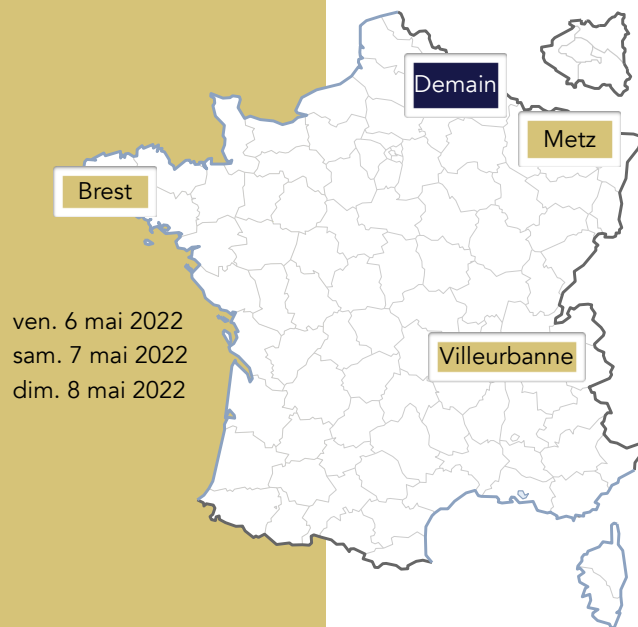 Demain
Metz
Brest
ven. 6 mai 2022
sam. 7 mai 2022
dim. 8 mai 2022
Villeurbanne